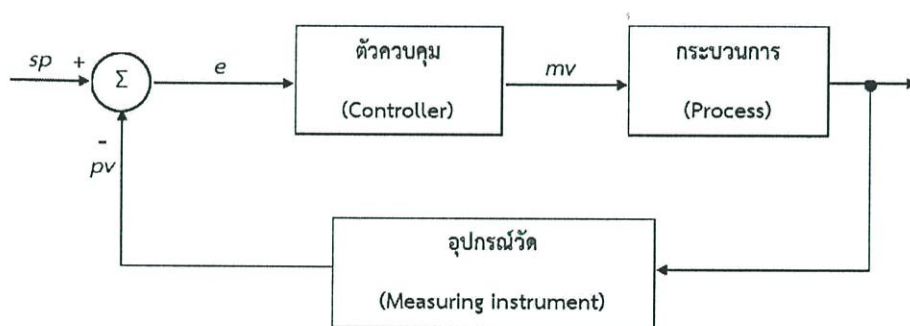 sp
+
Σ
e
ตัวควบคุม
(Controller)
mv
กระบวนการ
(Process)
-
pv
อุปกรณ์วัด
(Measuring instrument)